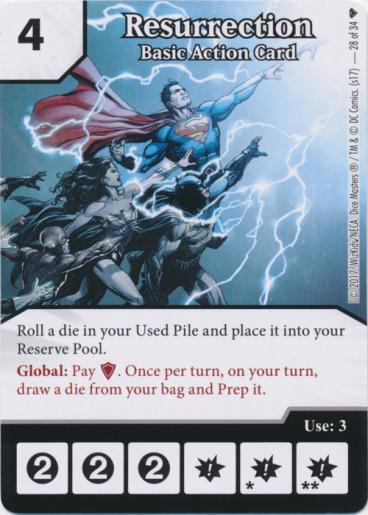 4
Resurrection
Basic Action Card
© 2017 WizKids/NECA. Dice Masters ® / TM & © DC Comics. (s17) — 28 of 34
Roll a die in your Used Pile and place it into your
Reserve Pool.
Global: Pay . Once per turn, on your turn,
draw a die from your bag and Prep it.
Use: 3
2 2 2 ! ! !
* **